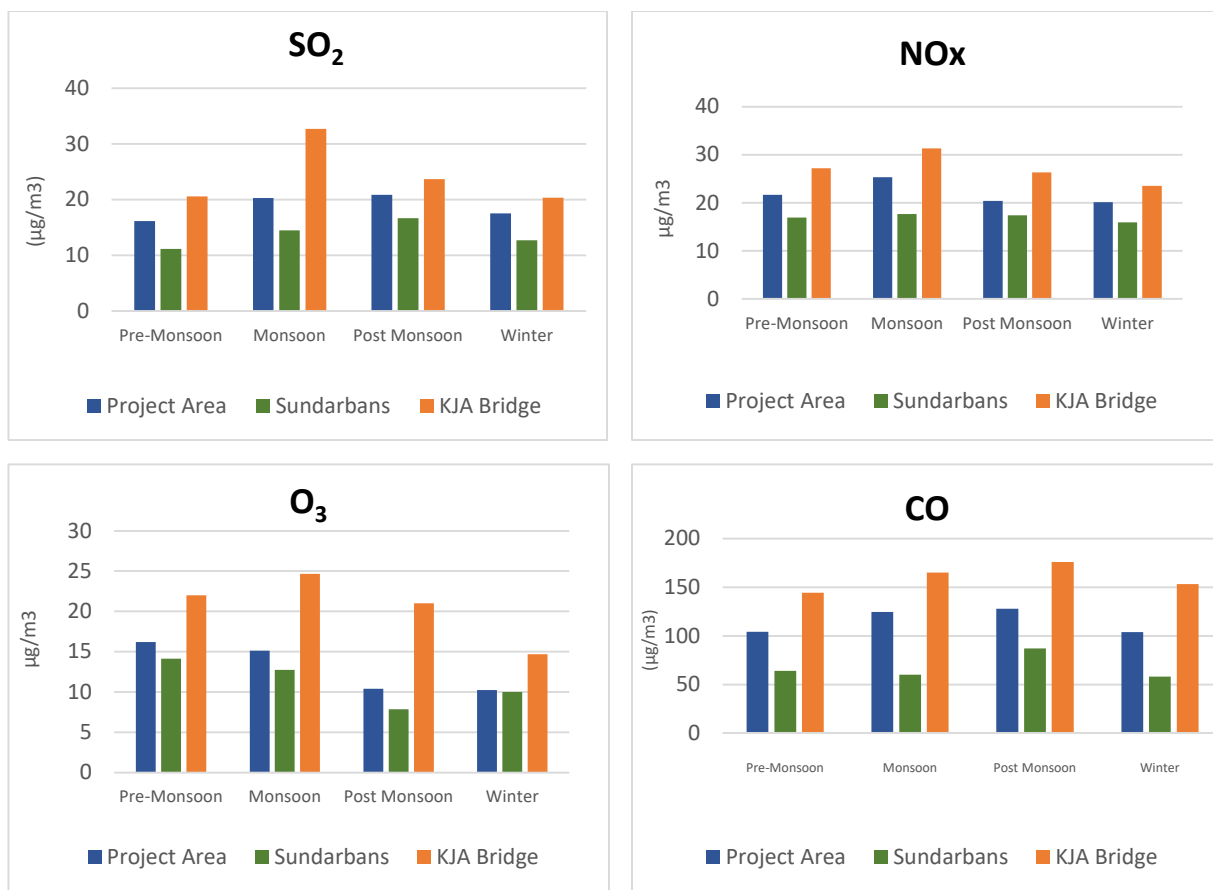 SO₂
40
30
20
10
0
(µg/m3)
Pre-Monsoon Monsoon Post Monsoon Winter
Project Area Sundarbans KJA Bridge
NOx
40
30
20
10
0
µg/m3
Pre-Monsoon Monsoon Post Monsoon Winter
Project Area Sundarbans KJA Bridge
O₃
30
25
20
15
10
5
0
µg/m3
Pre-Monsoon Monsoon Post Monsoon Winter
Project Area Sundarbans KJA Bridge
CO
200
150
100
50
0
(µg/m3)
Pre-Monsoon Monsoon Post Monsoon Winter
Project Area Sundarbans KJA Bridge